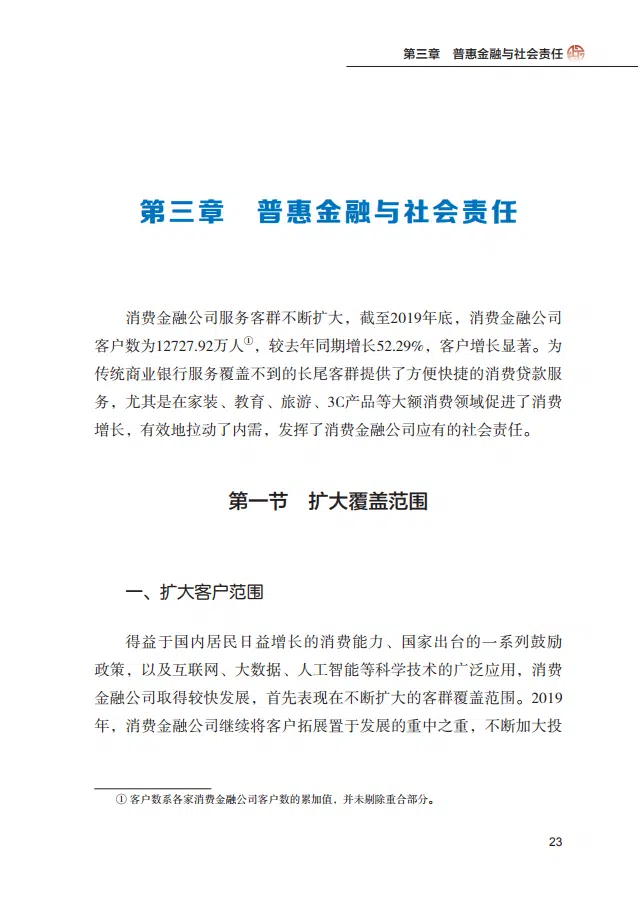 第三章　普惠金融与社会责任
第三章　普惠金融与社会责任
消费金融公司服务客群不断扩大，截至2019年底，消费金融公司
客户数为12727.92万人①，较去年同期增长52.29%，客户增长显著。为
传统商业银行服务覆盖不到的长尾客群提供了方便快捷的消费贷款服
务，尤其是在家装、教育、旅游、3C产品等大额消费领域促进了消费
增长，有效地拉动了内需，发挥了消费金融公司应有的社会责任。
第一节　扩大覆盖范围
一、扩大客户范围
得益于国内居民日益增长的消费能力、国家出台的一系列鼓励
政策，以及互联网、大数据、人工智能等科学技术的广泛应用，消费
金融公司取得较快发展，首先表现在不断扩大的客群覆盖范围。2019
年，消费金融公司继续将客户拓展置于发展的重中之重，不断加大投
① 客户数系各家消费金融公司客户数的累加值，并未剔除重合部分。
23